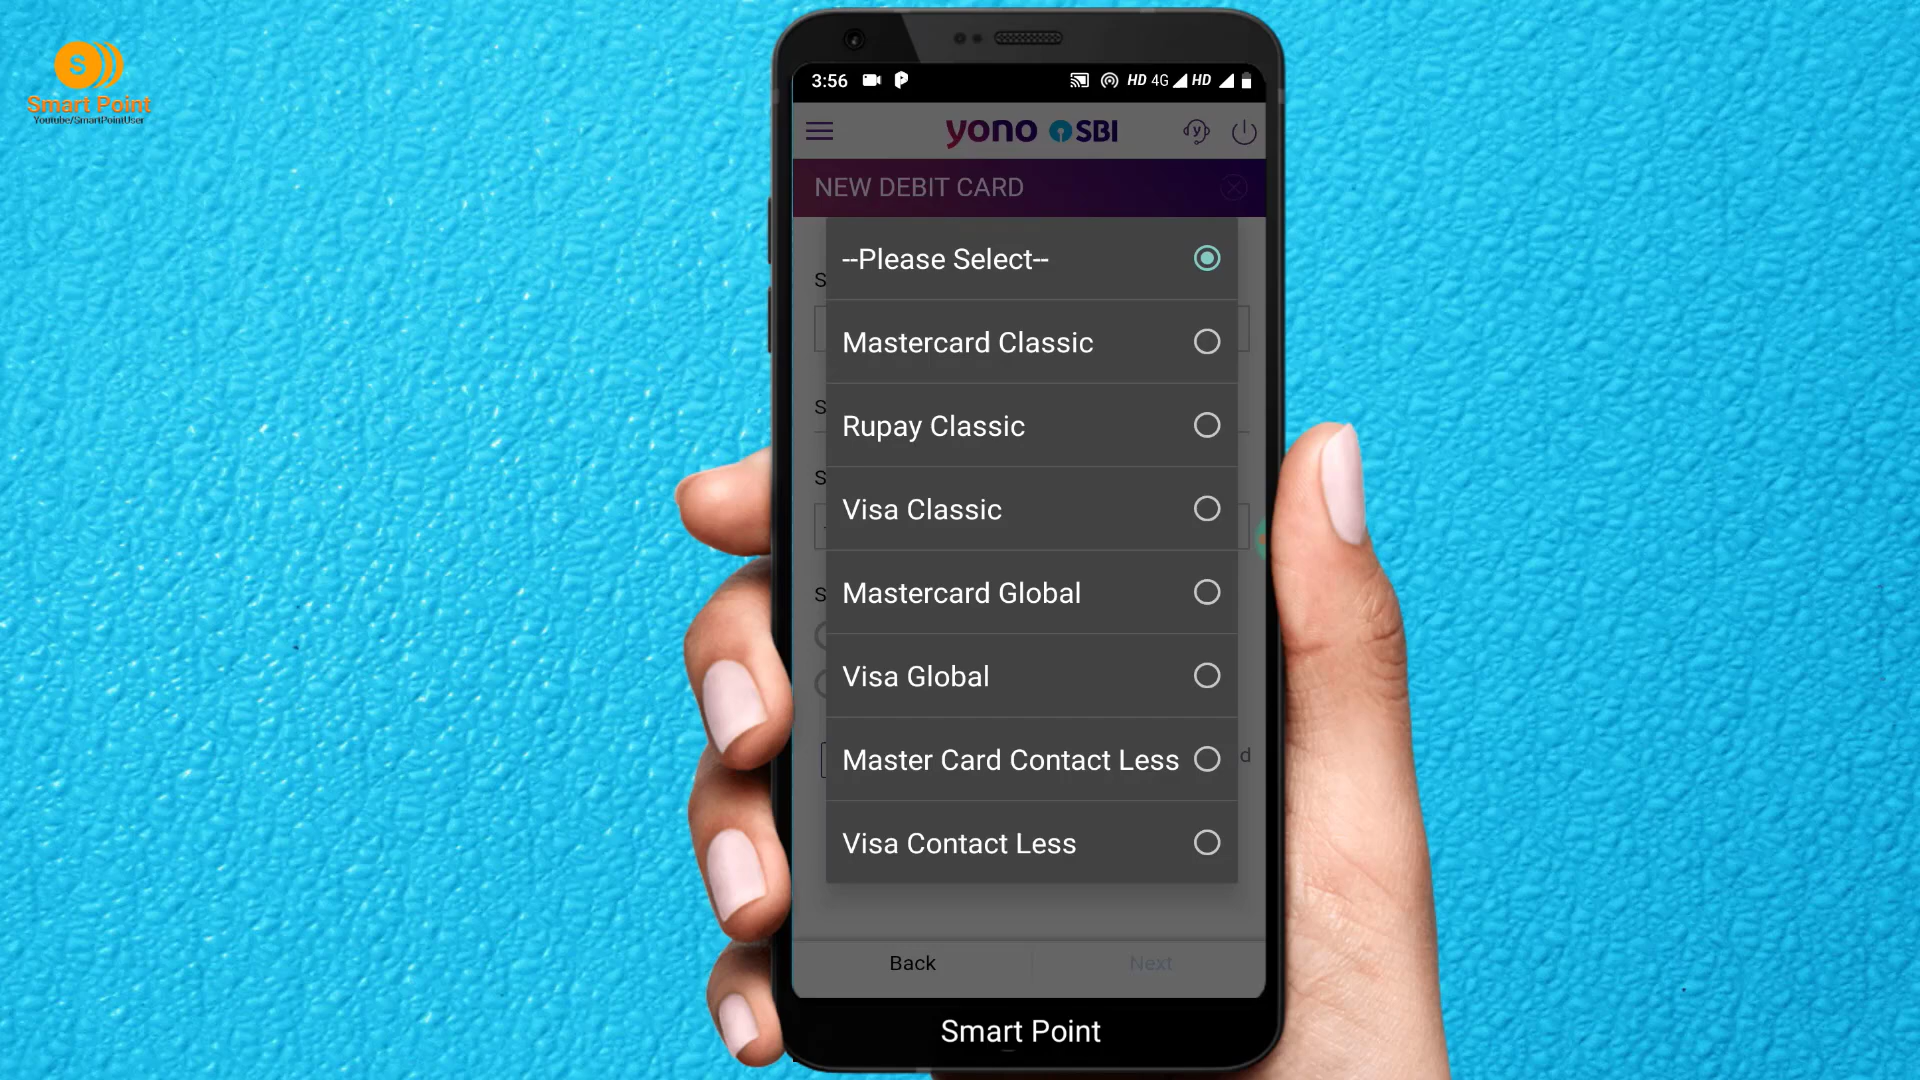 S
Smart Point
Youtube/SmartPointUser
3:56
HD 4G HD
yono SBI
y
NEW DEBIT CARD
--Please Select--
Mastercard Classic
Rupay Classic
Visa Classic
Mastercard Global
Visa Global
Master Card Contact Less
Visa Contact Less
Back
Next
Smart Point